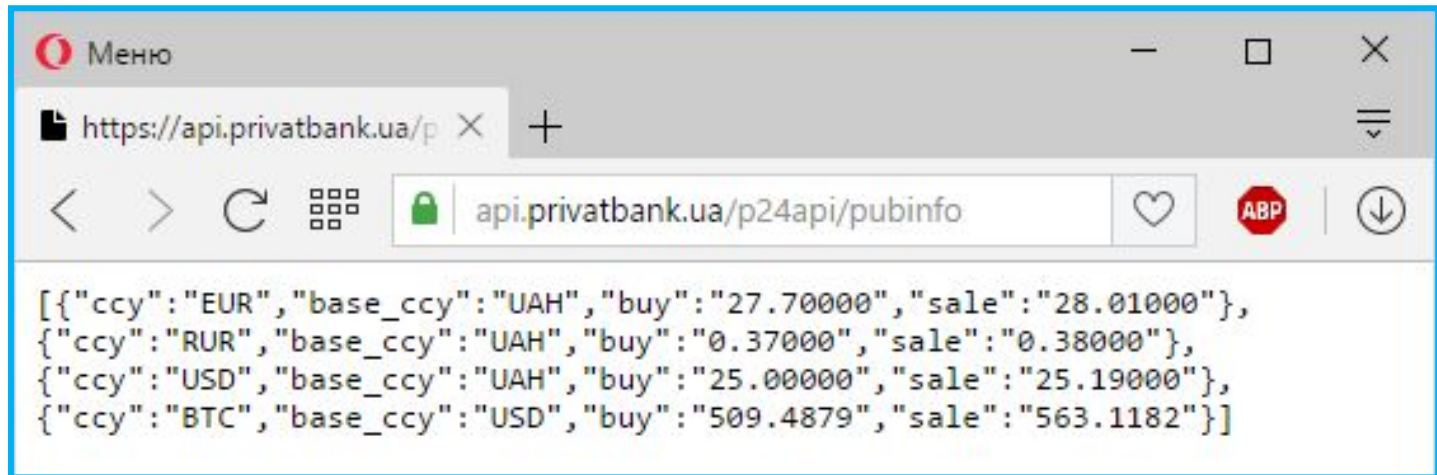 Меню
https://api.privatbank.ua/p
api.privatbank.ua/p24api/pubinfo
ABP
[{"ccy":"EUR","base_ccy":"UAH","buy":"27.70000","sale":"28.01000"},
{"ccy":"RUR","base_ccy":"UAH","buy":"0.37000","sale":"0.38000"},
{"ccy":"USD","base_ccy":"UAH","buy":"25.00000","sale":"25.19000"},
{"ccy":"BTC","base_ccy":"USD","buy":"509.4879","sale":"563.1182"}]